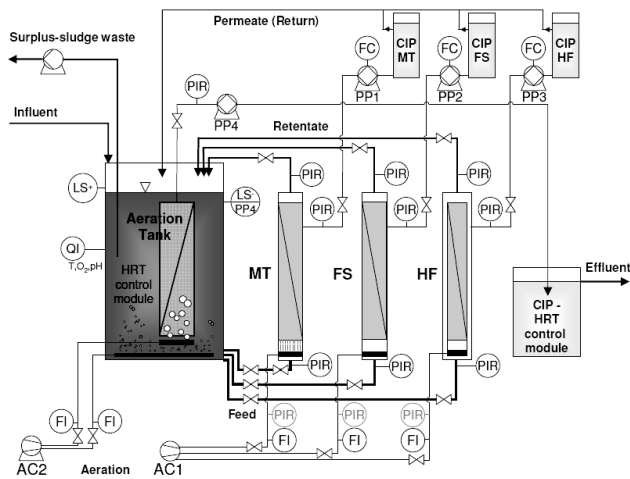 Permeate (Return)
CIP
MT
CIP
FS
CIP
HF
Surplus-sludge waste
FC
FC
FC
PIR
PP1
PP2
PP3
PP4
Influent
Retentate
PIR
PIR
PIR
LS+
LS-
PP4
PIR
PIR
PIR
Aeration
Tank
QI
T,O2,pH
HRT
control
module
MT
FS
HF
Effluent
CIP -
HRT
control
module
PIR
PIR
PIR
Feed
PIR
PIR
PIR
FI
FI
FI
FI
FI
AC2
Aeration
AC1